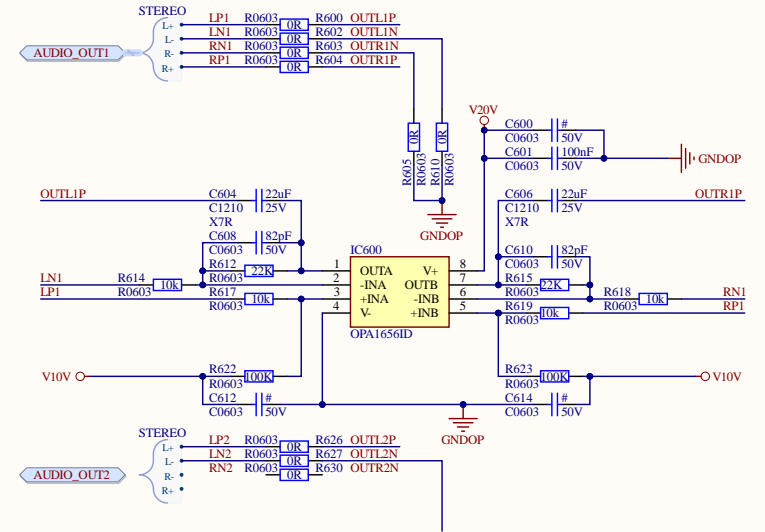 STEREO
LP1 R0603 R600 OUTL1P
L+ 0R
LN1 R0603 R602 OUTL1N
L- 0R
AUDIO_OUT1
RN1 R0603 R603 OUTR1N
R- 0R
RP1 R0603 R604 OUTR1P
R+ 0R
0R 0R
R605 R0603 R610 R0603
GNDOP
V20V
C600 #
C0603 50V
C601 100nF
C0603 50V
GNDOP
OUTL1P
C604 22uF
C1210 25V
X7R
C608 82pF
C0603 50V
R612 22K
R0603
LN1 R614 10k
R0603
LP1 R617 10k
R0603
IC600
1 OUTA V+ 8
2 -INA OUTB 7
3 +INA -INB 6
4 V- +INB 5
OPA1656ID
C606 22uF
C1210 25V
X7R
OUTR1P
C610 82pF
C0603 50V
R615 22K
R0603
R618 10k RN1
R0603
R619 10k RP1
R0603
V10V
R622 100K
R0603
C612 #
C0603 50V
GNDOP
R623 100K
R0603
V10V
C614 #
C0603 50V
STEREO
LP2 R0603 R626 OUTL2P
L+ 0R
LN2 R0603 R627 OUTL2N
L- 0R
AUDIO_OUT2
RN2 R0603 R630 OUTR2N
R- 0R
R+